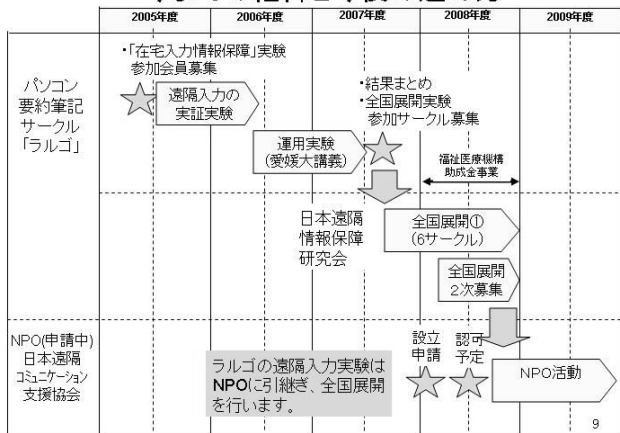 2005年度
2006年度
2007年度
2008年度
2009年度
パソコン
要約筆記
サークル
「ラルゴ」
・「在宅入力情報保障」実験
参加会員募集
遠隔入力の
実証実験
運用実験
(愛媛大講義)
・結果まとめ
・全国展開実験
参加サークル募集
福祉医療機構
助成金事業
日本遠隔
情報保障
研究会
全国展開①
(6サークル)
全国展開
2次募集
NPO(申請中)
日本遠隔
コミュニケーション
支援協会
ラルゴの遠隔入力実験は
NPOに引継ぎ、全国展開
を行います。
設立
申請
認可
予定
NPO活動
9